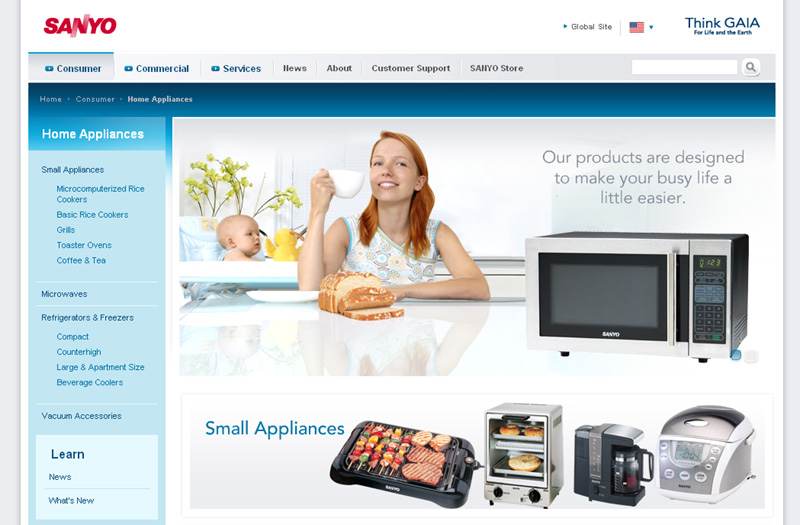 SANYO
Global Site
Think GAIA
For Life and the Earth
Consumer Commercial Services News About Customer Support SANYO Store
Home • Consumer • Home Appliances
Home Appliances
Small Appliances
Microcomputerized Rice
Cookers
Basic Rice Cookers
Grills
Toaster Ovens
Coffee & Tea
Microwaves
Refrigerators & Freezers
Compact
Counterhigh
Large & Apartment Size
Beverage Coolers
Vacuum Accessories
Learn
News
What's New
Our products are designed
to make your busy life a
little easier.
SANYO
Small Appliances
SANYO
SANYO